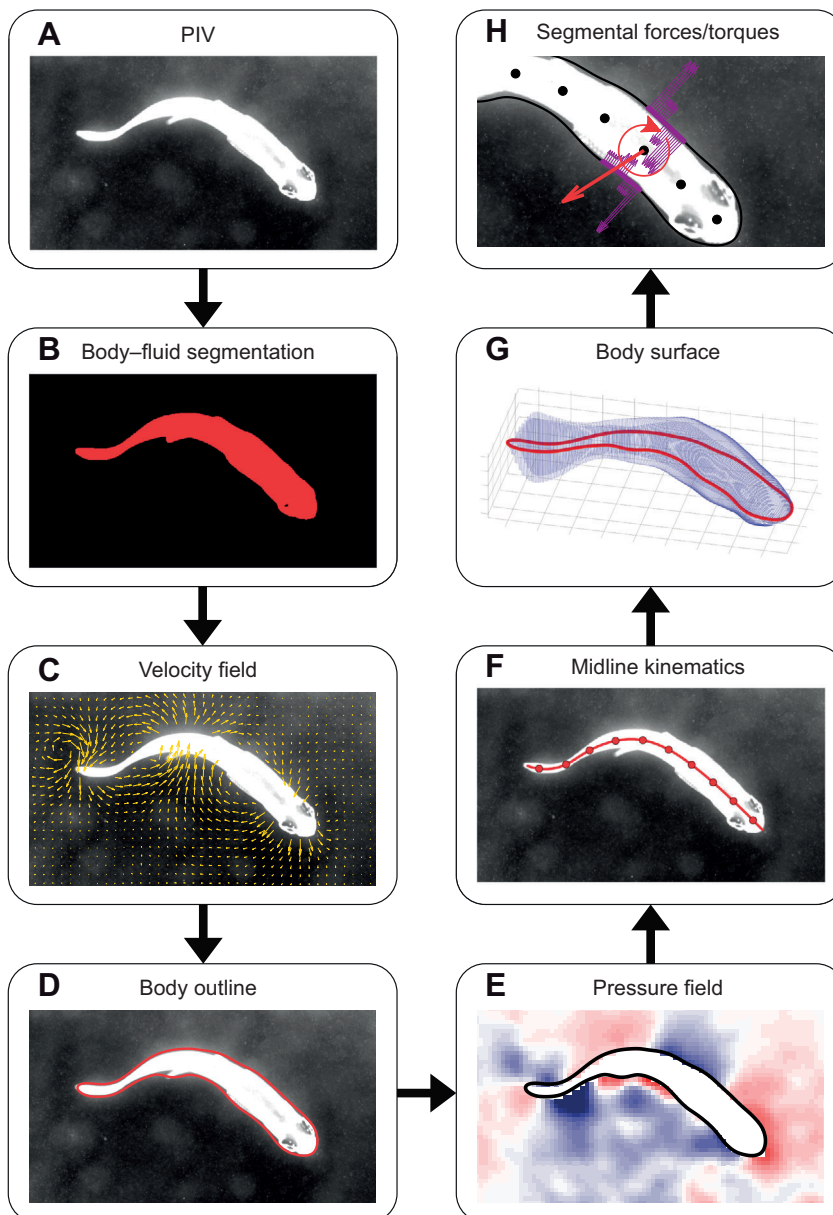 A
PIV
B
Body–fluid segmentation
C
Velocity field
D
Body outline
E
Pressure field
F
Midline kinematics
G
Body surface
H
Segmental forces/torques